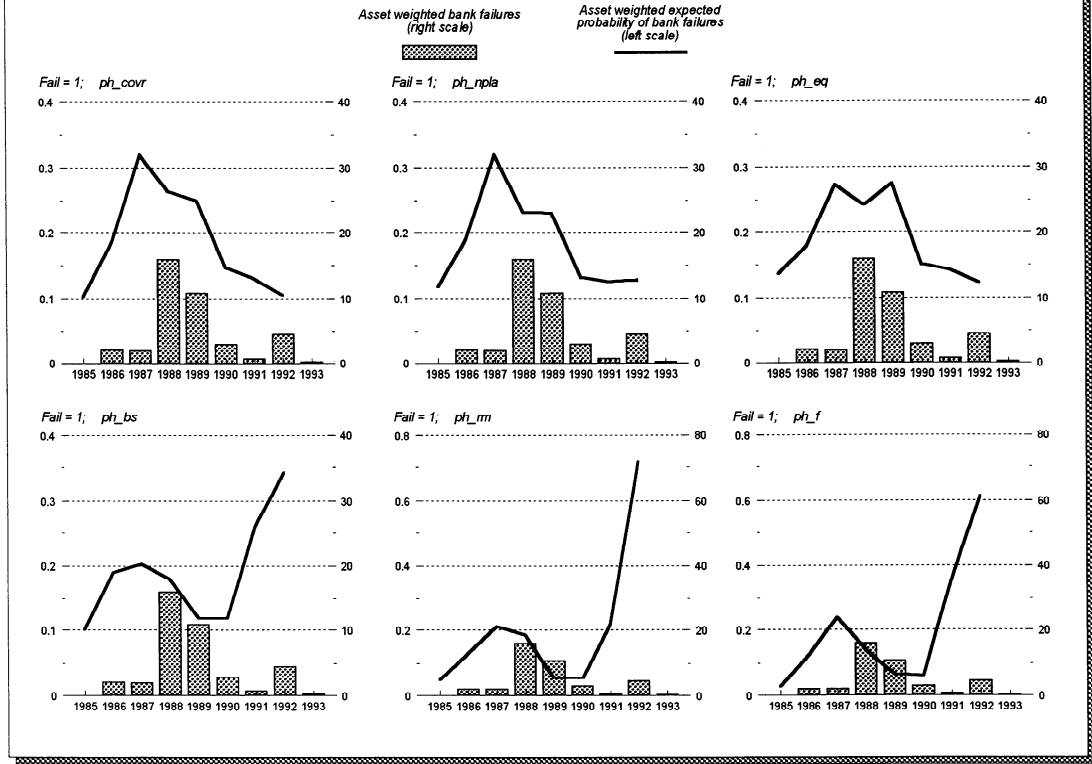 Asset weighted bank failures
(right scale)
Asset weighted expected
probability of bank failures
(left scale)
Fail = 1; ph_covr
0.4 40
0.3 30
0.2 20
0.1 10
0 0
1985 1986 1987 1988 1989 1990 1991 1992 1993
Fail = 1; ph_npla
0.4 40
0.3 30
0.2 20
0.1 10
0 0
1985 1986 1987 1988 1989 1990 1991 1992 1993
Fail = 1; ph_eq
0.4 40
0.3 30
0.2 20
0.1 10
0 0
1985 1986 1987 1988 1989 1990 1991 1992 1993
Fail = 1; ph_bs
0.4 40
0.3 30
0.2 20
0.1 10
0 0
1985 1986 1987 1988 1989 1990 1991 1992 1993
Fail = 1; ph_rm
0.8 80
0.6 60
0.4 40
0.2 20
0 0
1985 1986 1987 1988 1989 1990 1991 1992 1993
Fail = 1; ph_f
0.8 80
0.6 60
0.4 40
0.2 20
0 0
1985 1986 1987 1988 1989 1990 1991 1992 1993